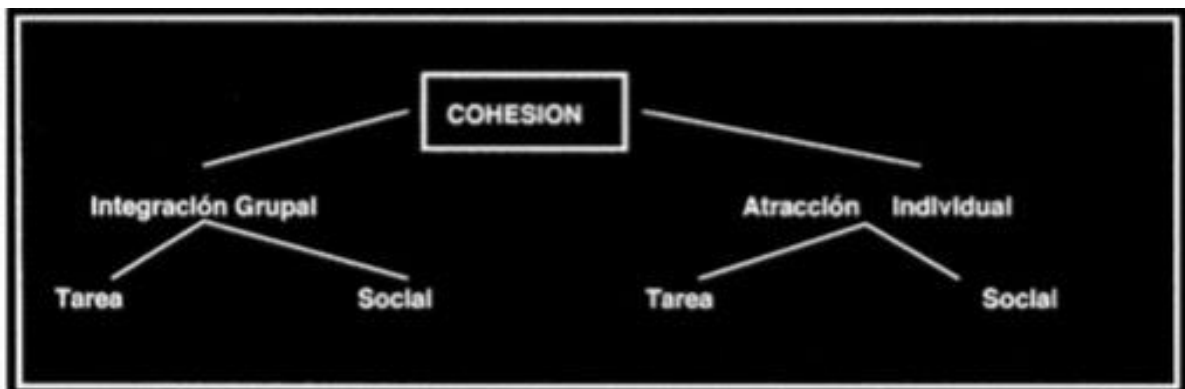 COHESION
Integración Grupal
Atracción Individual
Tarea
Social
Tarea
Social